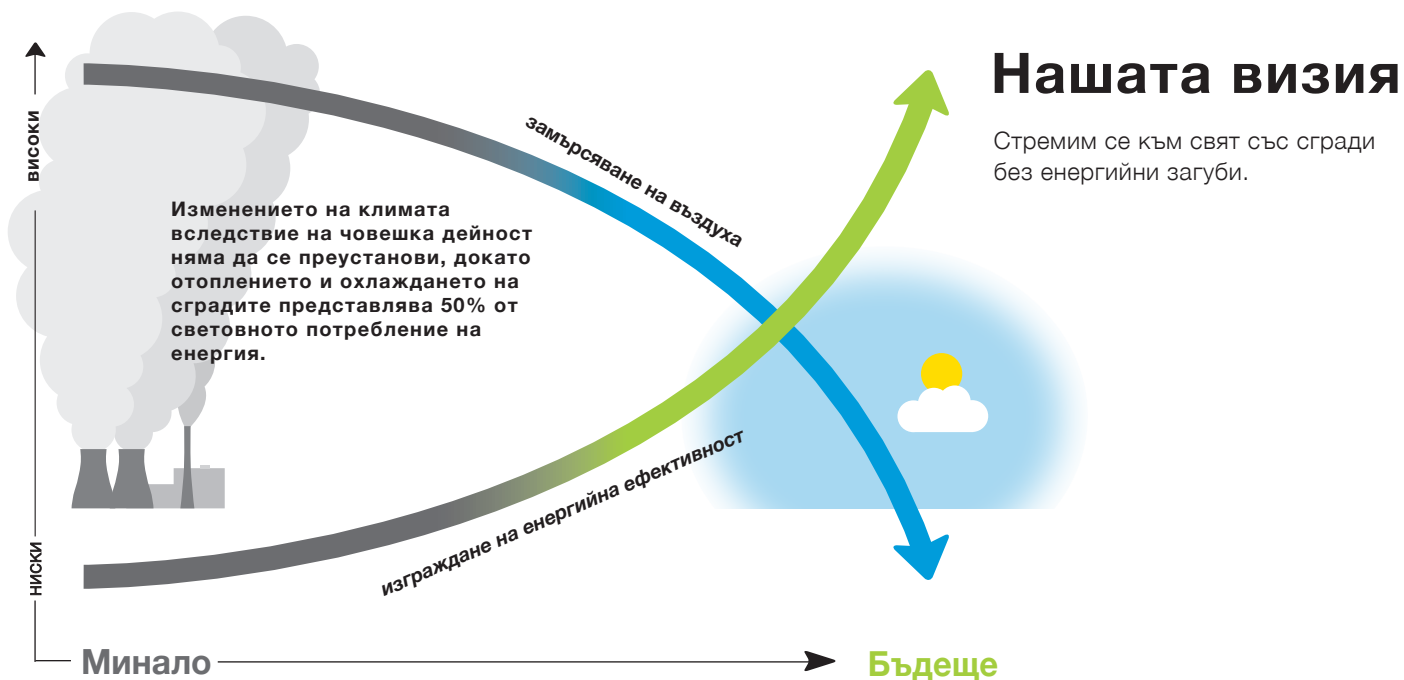 Нашата визия
Стремим се към свят със сгради
без енергийни загуби.
високи
замърсяване на въздуха
Изменението на климата
вследствие на човешка дейност
няма да се преустанови, докато
отоплението и охлаждането на
сградите представлява 50% от
световното потребление на
енергия.
изграждане на енергийна ефективност
ниски
Минало
Бъдеще